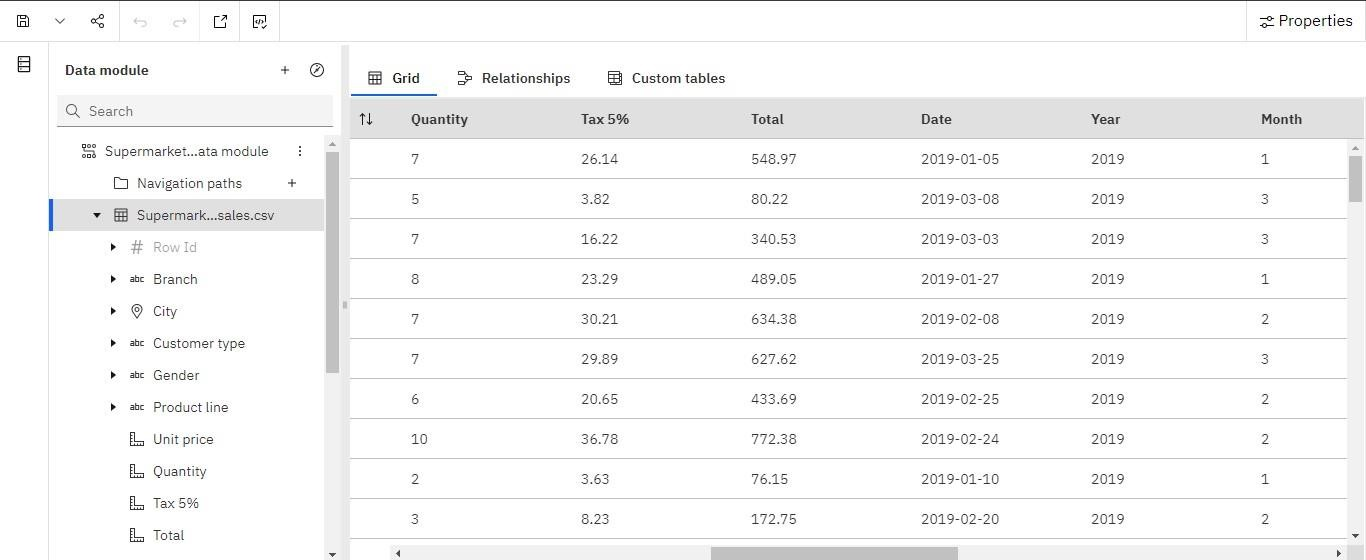 Properties
Data module
Search
Supermarket...ata module
Navigation paths
Supermark...sales.csv
# Row Id
abc Branch
City
abc Customer type
abc Gender
abc Product line
Unit price
Quantity
Tax 5%
Total
Grid Relationships Custom tables
Quantity Tax 5% Total Date Year Month
7 26.14 548.97 2019-01-05 2019 1
5 3.82 80.22 2019-03-08 2019 3
7 16.22 340.53 2019-03-03 2019 3
8 23.29 489.05 2019-01-27 2019 1
7 30.21 634.38 2019-02-08 2019 2
7 29.89 627.62 2019-03-25 2019 3
6 20.65 433.69 2019-02-25 2019 2
10 36.78 772.38 2019-02-24 2019 2
2 3.63 76.15 2019-01-10 2019 1
3 8.23 172.75 2019-02-20 2019 2